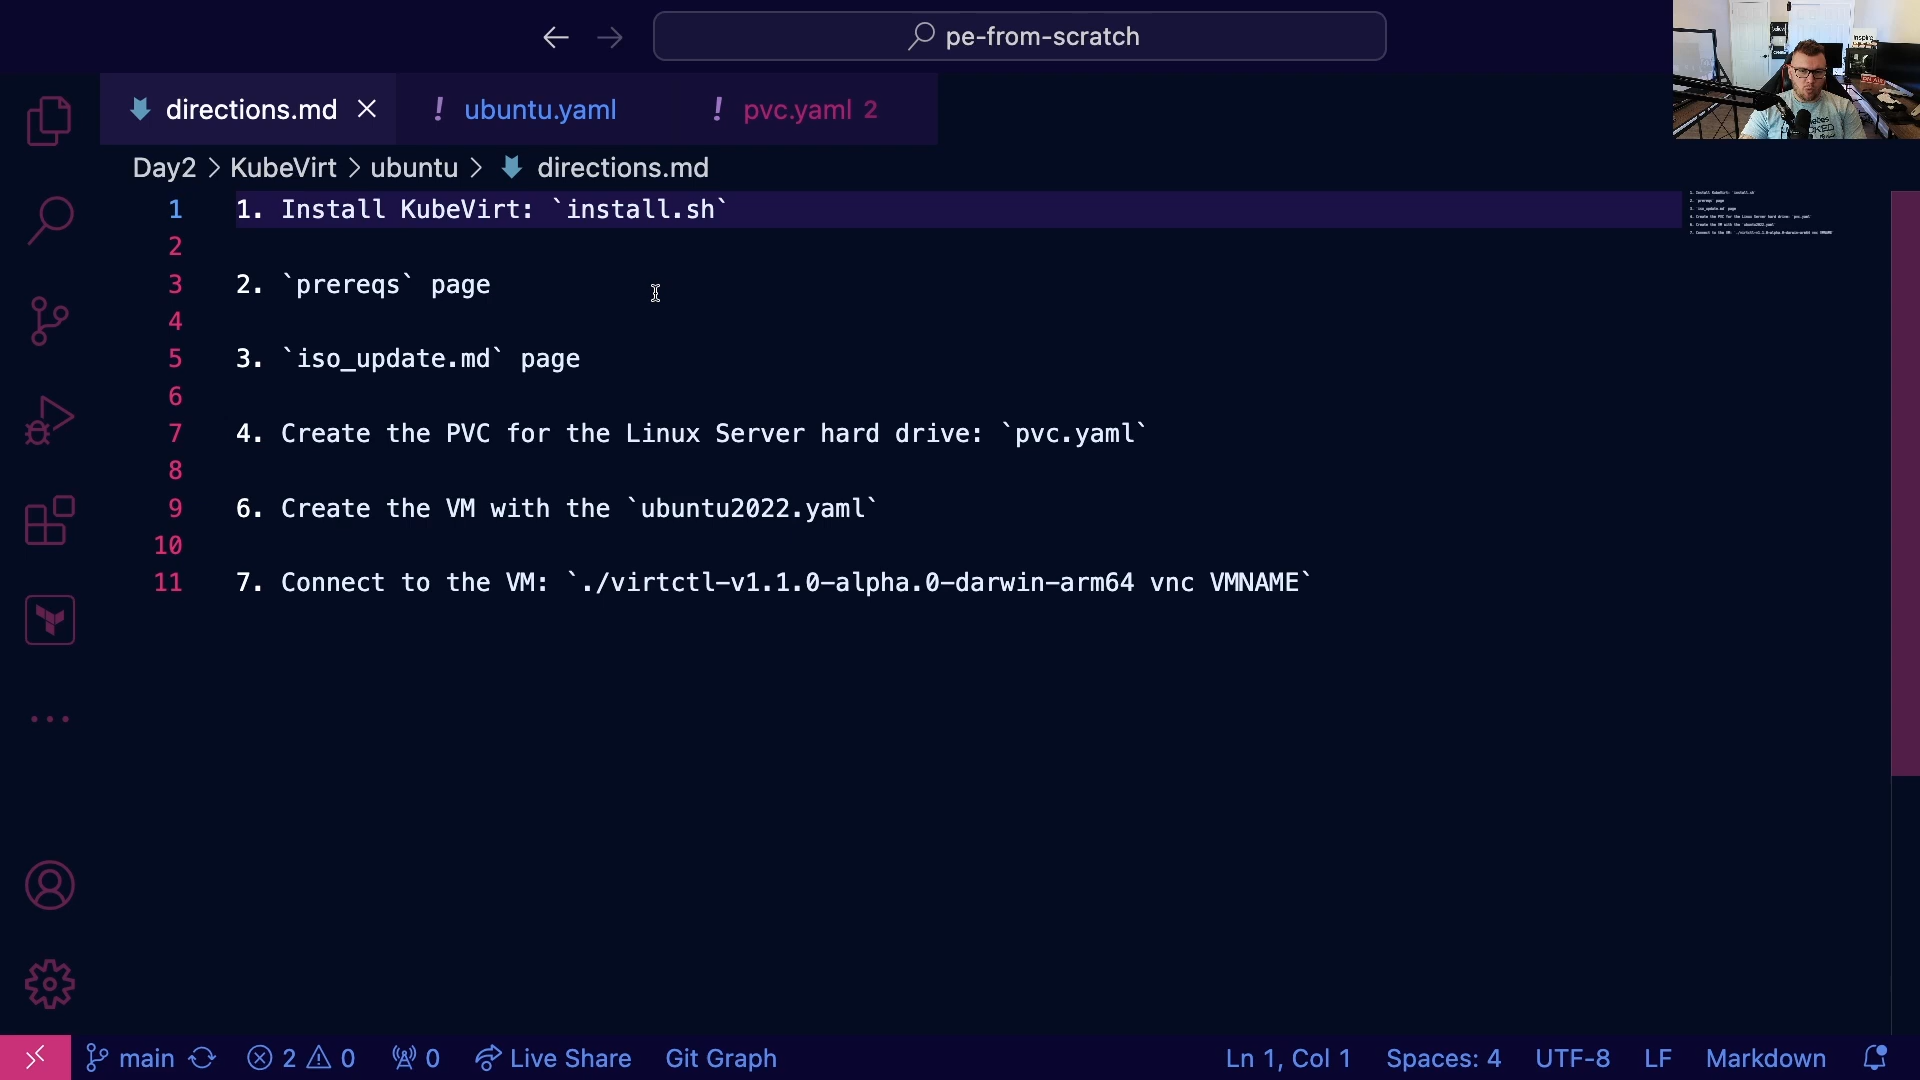 pe-from-scratch
directions.md
ubuntu.yaml
pvc.yaml 2
Day2 > KubeVirt > ubuntu > directions.md
1 1. Install KubeVirt: `install.sh`
2
3 2. `prereqs` page
4
5 3. `iso_update.md` page
6
7 4. Create the PVC for the Linux Server hard drive: `pvc.yaml`
8
9 6. Create the VM with the `ubuntu2022.yaml`
10
11 7. Connect to the VM: `./virtctl-v1.1.0-alpha.0-darwin-arm64 vnc VMNAME`
main 2 0 0 Live Share Git Graph Ln 1, Col 1 Spaces: 4 UTF-8 LF Markdown